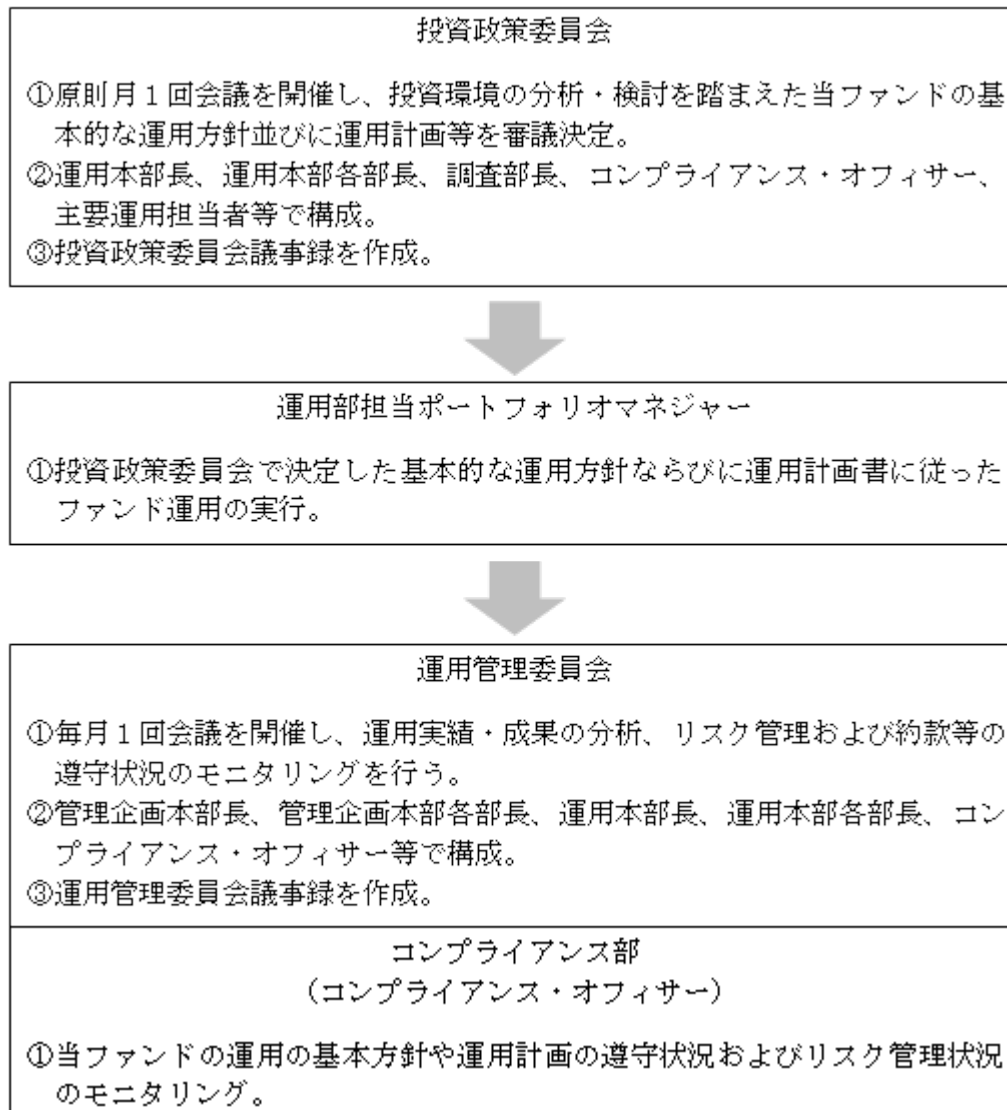 投資政策委員会
①原則月１回会議を開催し、投資環境の分析・検討を踏まえた当ファンドの基
本的な運用方針並びに運用計画等を審議決定。
②運用本部長、運用本部各部長、調査部長、コンプライアンス・オフィサー、
主要運用担当者等で構成。
③投資政策委員会議事録を作成。
運用部担当ポートフォリオマネジャー
①投資政策委員会で決定した基本的な運用方針ならびに運用計画書に従った
ファンド運用の実行。
運用管理委員会
①毎月１回会議を開催し、運用実績・成果の分析、リスク管理および約款等の
遵守状況のモニタリングを行う。
②管理企画本部長、管理企画本部各部長、運用本部長、運用本部各部長、コン
プライアンス・オフィサー等で構成。
③運用管理委員会議事録を作成。
コンプライアンス部
（コンプライアンス・オフィサー）
①当ファンドの運用の基本方針や運用計画の遵守状況およびリスク管理状況
のモニタリング。